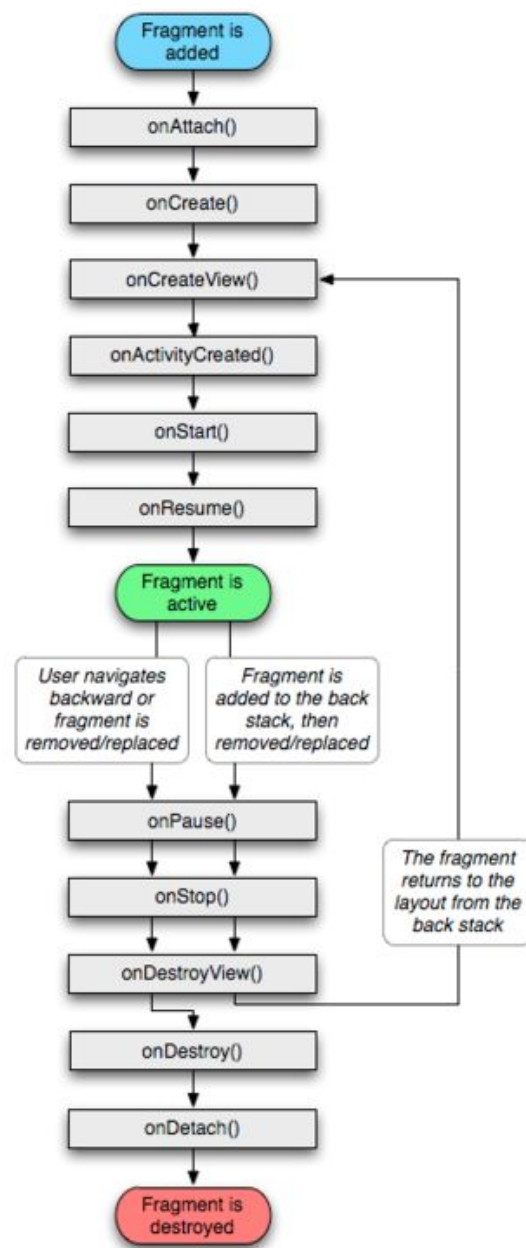 Fragment is
added
onAttach()
onCreate()
onCreateView()
onActivityCreated()
onStart()
onResume()
Fragment is
active
User navigates
backward or
fragment is
removed/replaced
Fragment is
added to the back
stack, then
removed/replaced
onPause()
onStop()
onDestroyView()
The fragment
returns to the
layout from the
back stack
onDestroy()
onDetach()
Fragment is
destroyed